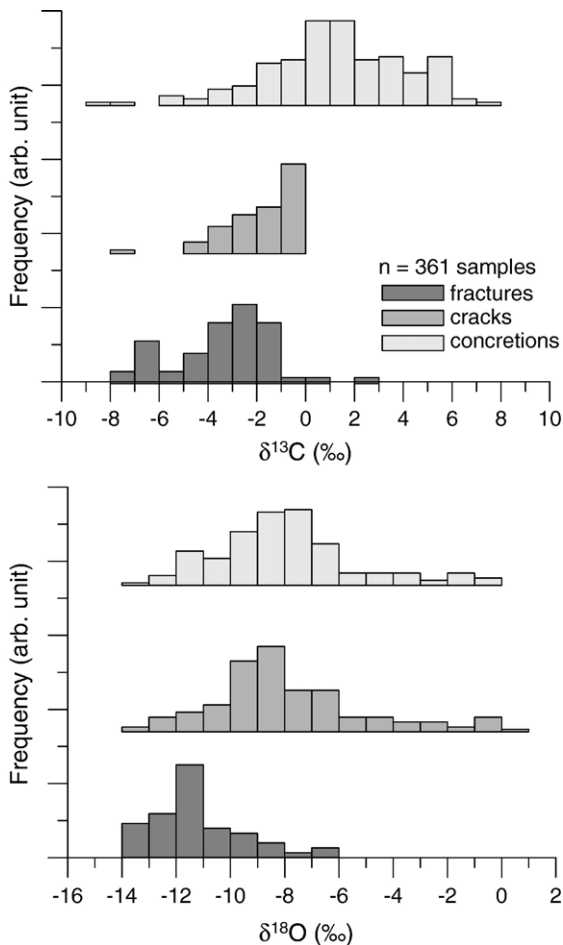 Frequency (arb. unit)
n = 361 samples
fractures
cracks
concretions
-10 -8 -6 -4 -2 0 2 4 6 8 10
δ¹³C (‰)
Frequency (arb. unit)
-16 -14 -12 -10 -8 -6 -4 -2 0 2
δ¹⁸O (‰)